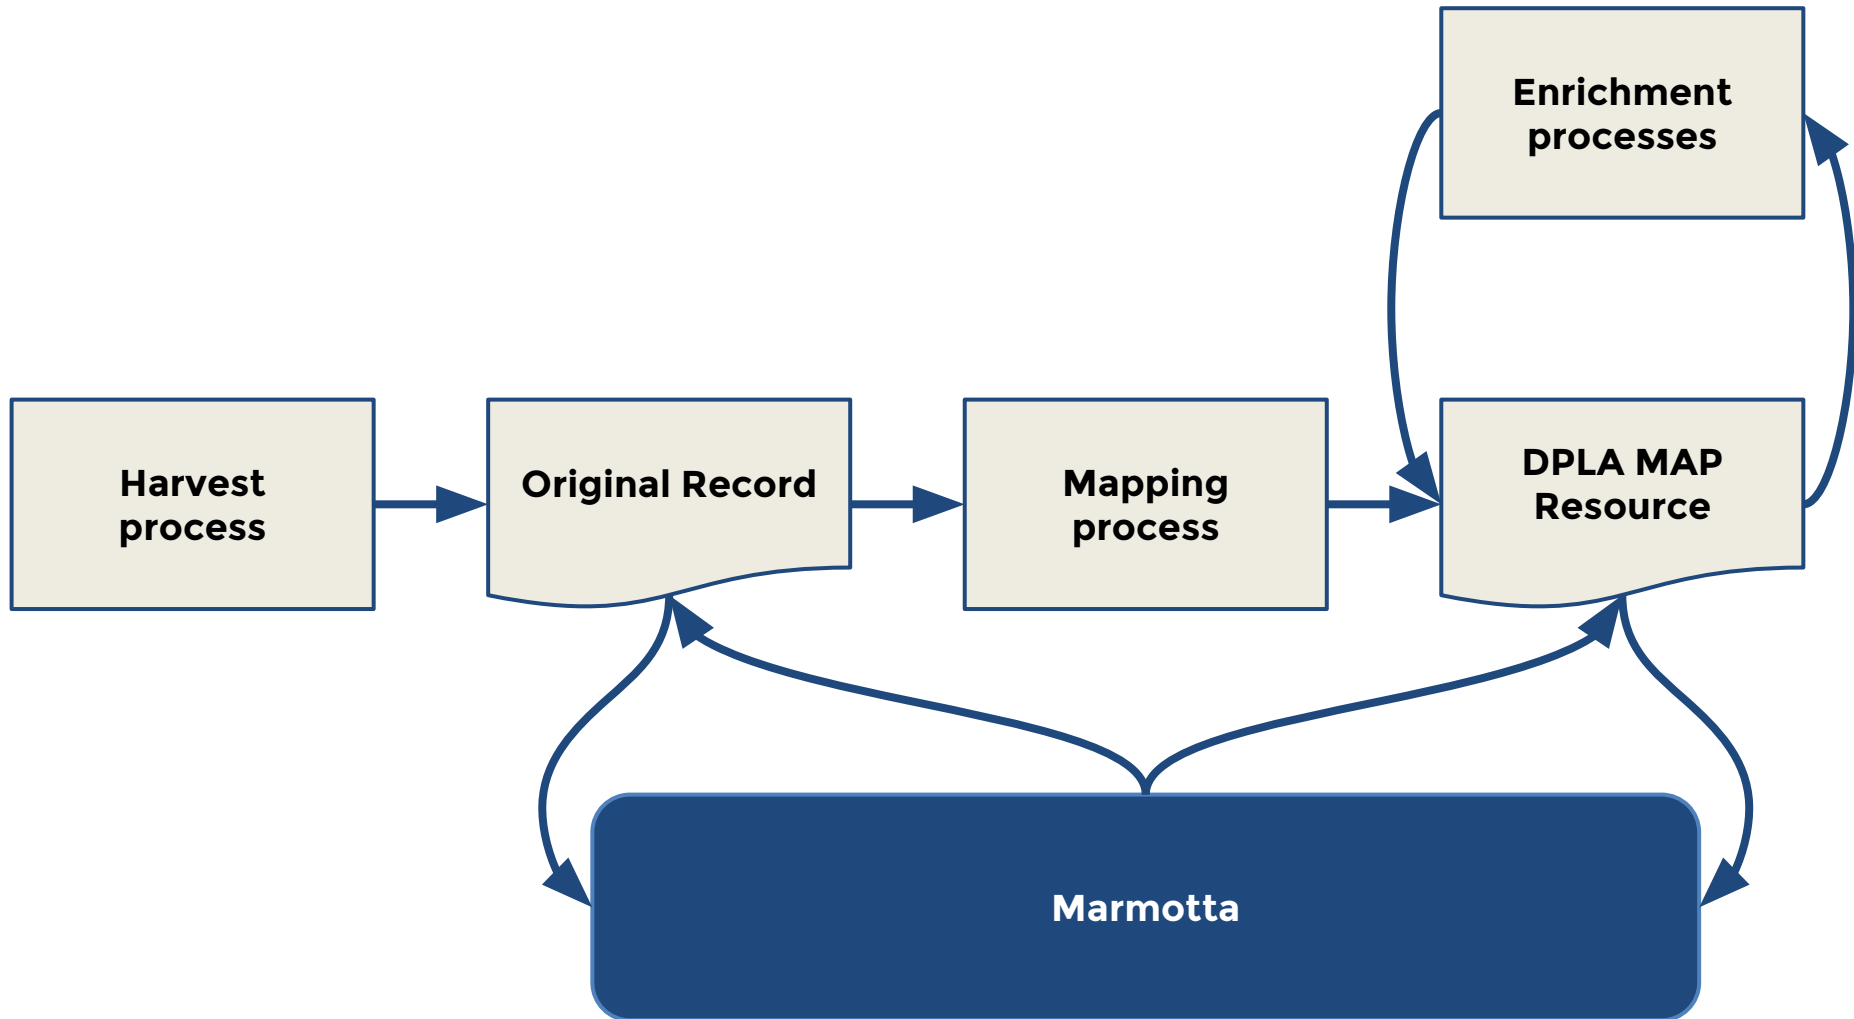 Enrichment
processes
Harvest
process
Original Record
Mapping
process
DPLA MAP
Resource
Marmotta